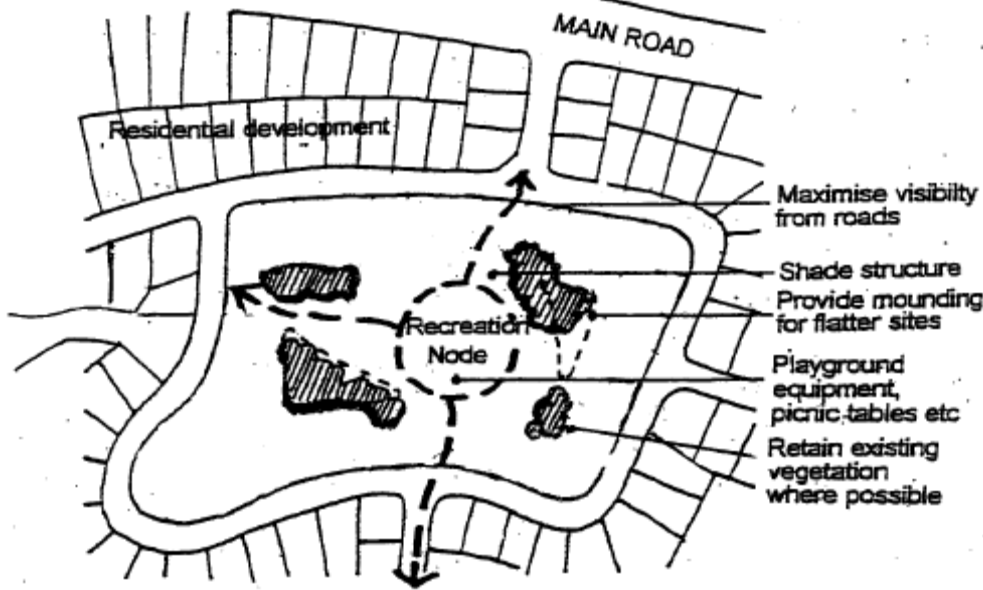 MAIN ROAD
Residential development
Maximise visibilty
from roads
Shade structure
Provide mounding
for flatter sites
Recreation
Node
Playground
equipment,
picnic tables etc
Retain existing
vegetation
where possible